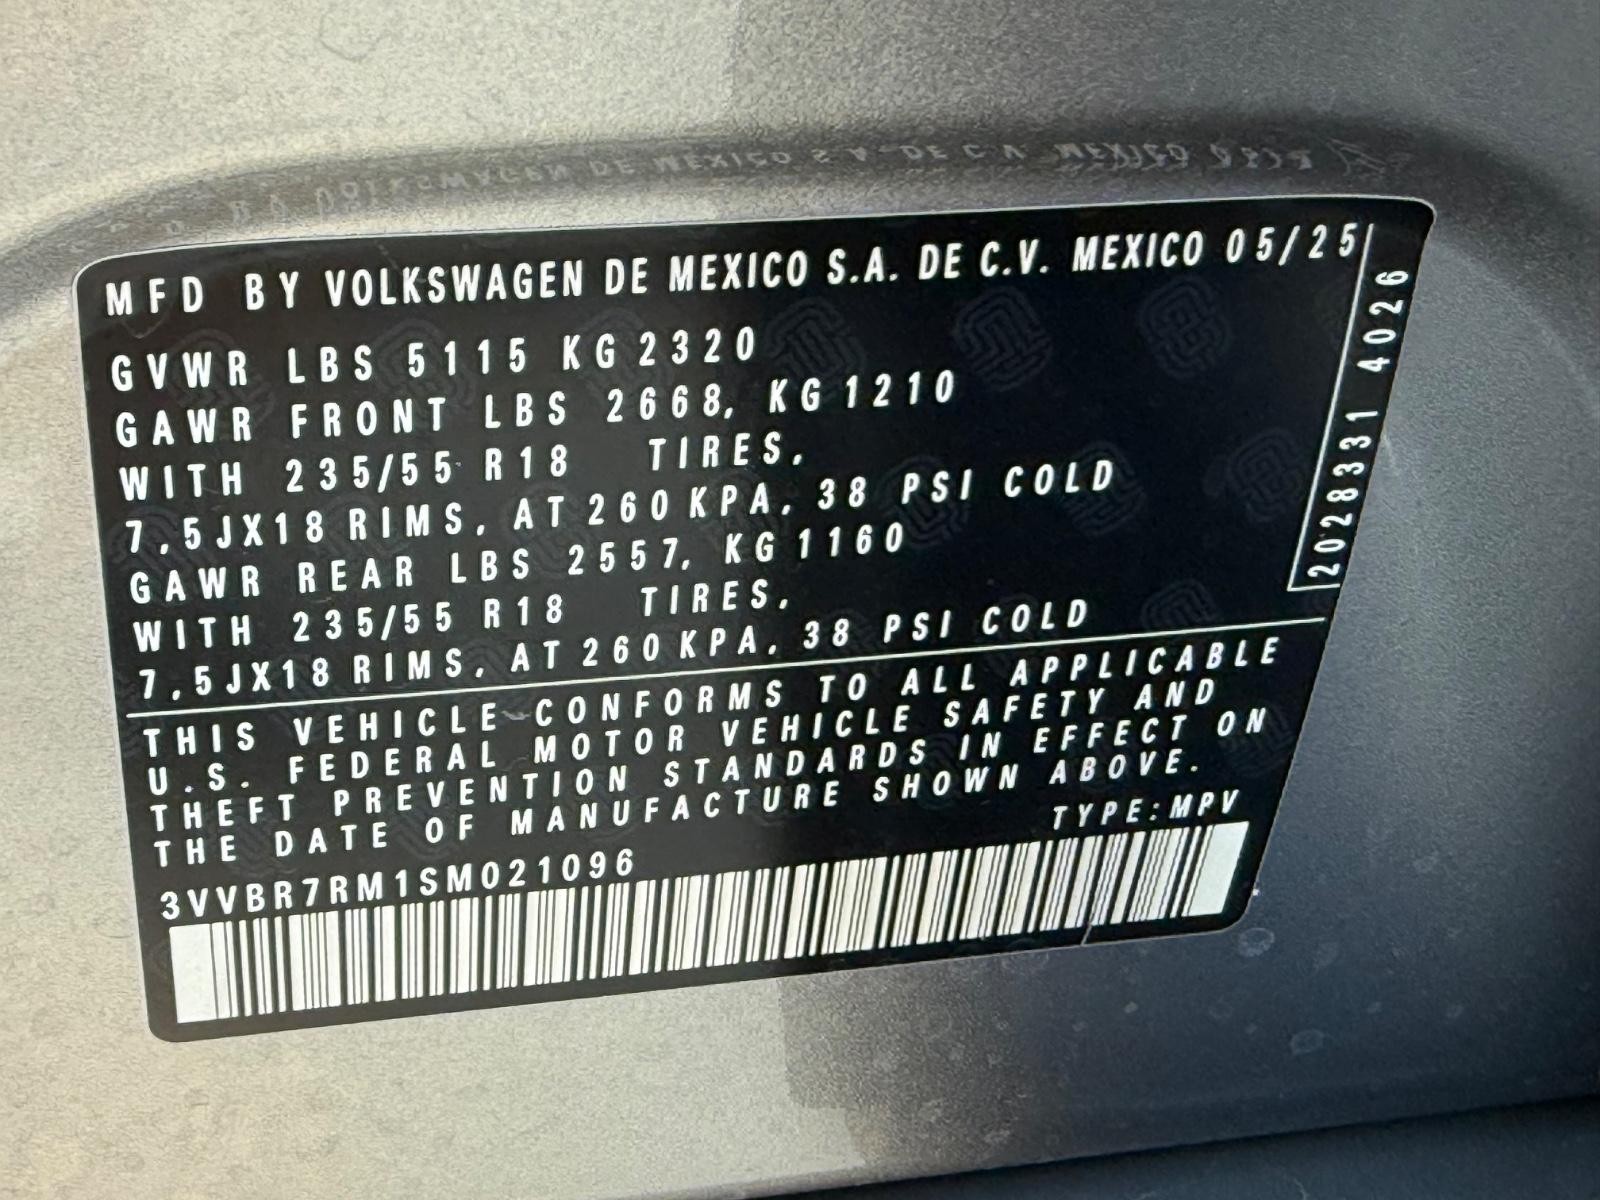 MFD BY VOLKSWAGEN DE MEXICO S.A. DE C.V. MEXICO 05/25
GVWR LBS 5115 KG 2320
GAWR FRONT LBS 2668, KG 1210
WITH 235/55 R18 TIRES,
7,5JX18 RIMS, AT 260 KPA, 38 PSI COLD
GAWR REAR LBS 2557, KG 1160
WITH 235/55 R18 TIRES,
7,5JX18 RIMS, AT 260 KPA, 38 PSI COLD
2028331 4026
THIS VEHICLE CONFORMS TO ALL APPLICABLE
U.S. FEDERAL MOTOR VEHICLE SAFETY AND
THEFT PREVENTION STANDARDS IN EFFECT ON
THE DATE OF MANUFACTURE SHOWN ABOVE.
TYPE:MPV
3VVBR7RM1SM021096